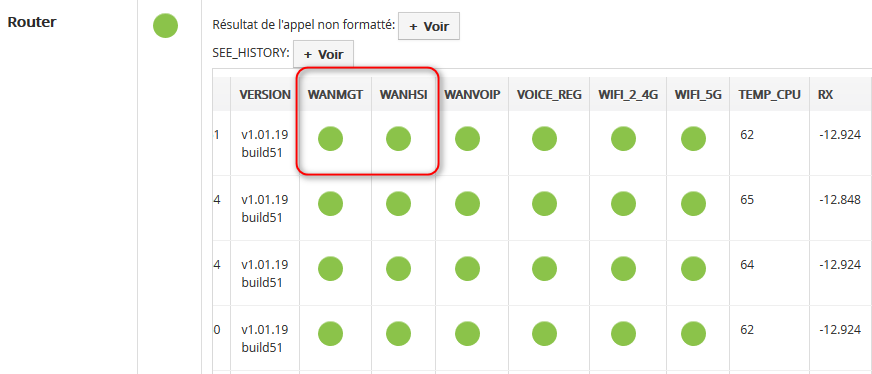 Router
Résultat de l'appel non formatté: + Voir
SEE_HISTORY: + Voir
VERSION WANMGT WANHSI WANVOIP VOICE_REG WIFI_2_4G WIFI_5G TEMP_CPU RX
1 v1.01.19 62 -12.924
build51
4 v1.01.19 65 -12.848
build51
4 v1.01.19 64 -12.924
build51
0 v1.01.19 62 -12.924
build51